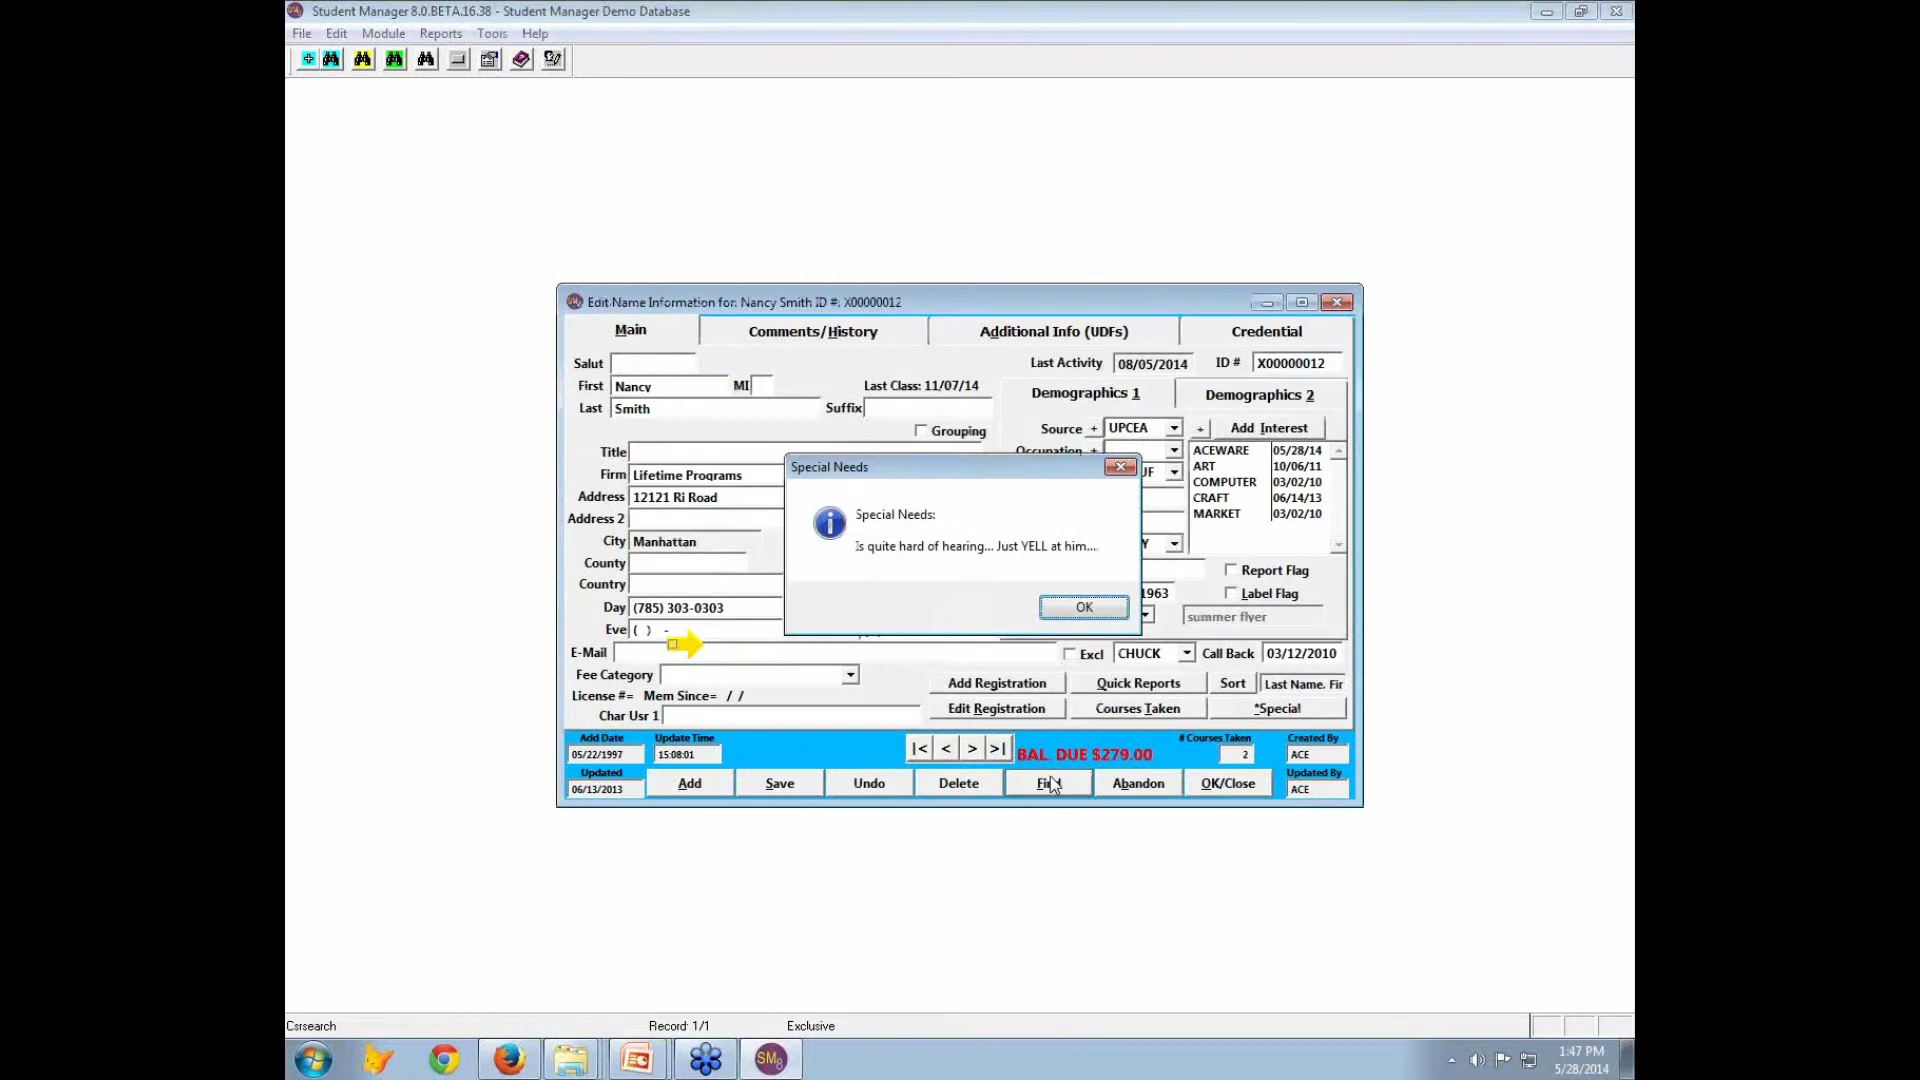 Student Manager 8.0.BETA.16.38 - Student Manager Demo Database
File Edit Module Reports Tools Help
Edit Name Information for: Nancy Smith ID #: X00000012
Main Comments/History Additional Info (UDFs) Credential
Salut Last Activity 08/05/2014 ID # X00000012
First Nancy MI Last Class: 11/07/14 Demographics 1 Demographics 2
Last Smith Suffix
Grouping Source + UPCEA + Add Interest
Title Occupation +
Firm Lifetime Programs UF
Address 12121 Ri Road
Address 2
City Manhattan Y
County
Country
Day (785) 303-0303 1963
Eve ( ) -
ACEWARE 05/28/14
ART 10/06/11
COMPUTER 03/02/10
CRAFT 06/14/13
MARKET 03/02/10
Report Flag
Label Flag
summer flyer
Special Needs
Special Needs:
Is quite hard of hearing... Just YELL at him....
OK
E-Mail Excl CHUCK Call Back 03/12/2010
Fee Category Add Registration Quick Reports Sort Last Name, Fir
License #= Mem Since= / /
Char Usr 1 Edit Registration Courses Taken *Special!
Add Date Update Time # Courses Taken Created By
05/22/1997 15:08:01 |< < > >| BAL DUE $279.00 2 ACE
Updated Updated By
06/13/2013 Add Save Undo Delete Find Abandon OK/Close ACE
Csrsearch Record: 1/1 Exclusive
SM8
1:47 PM
5/28/2014